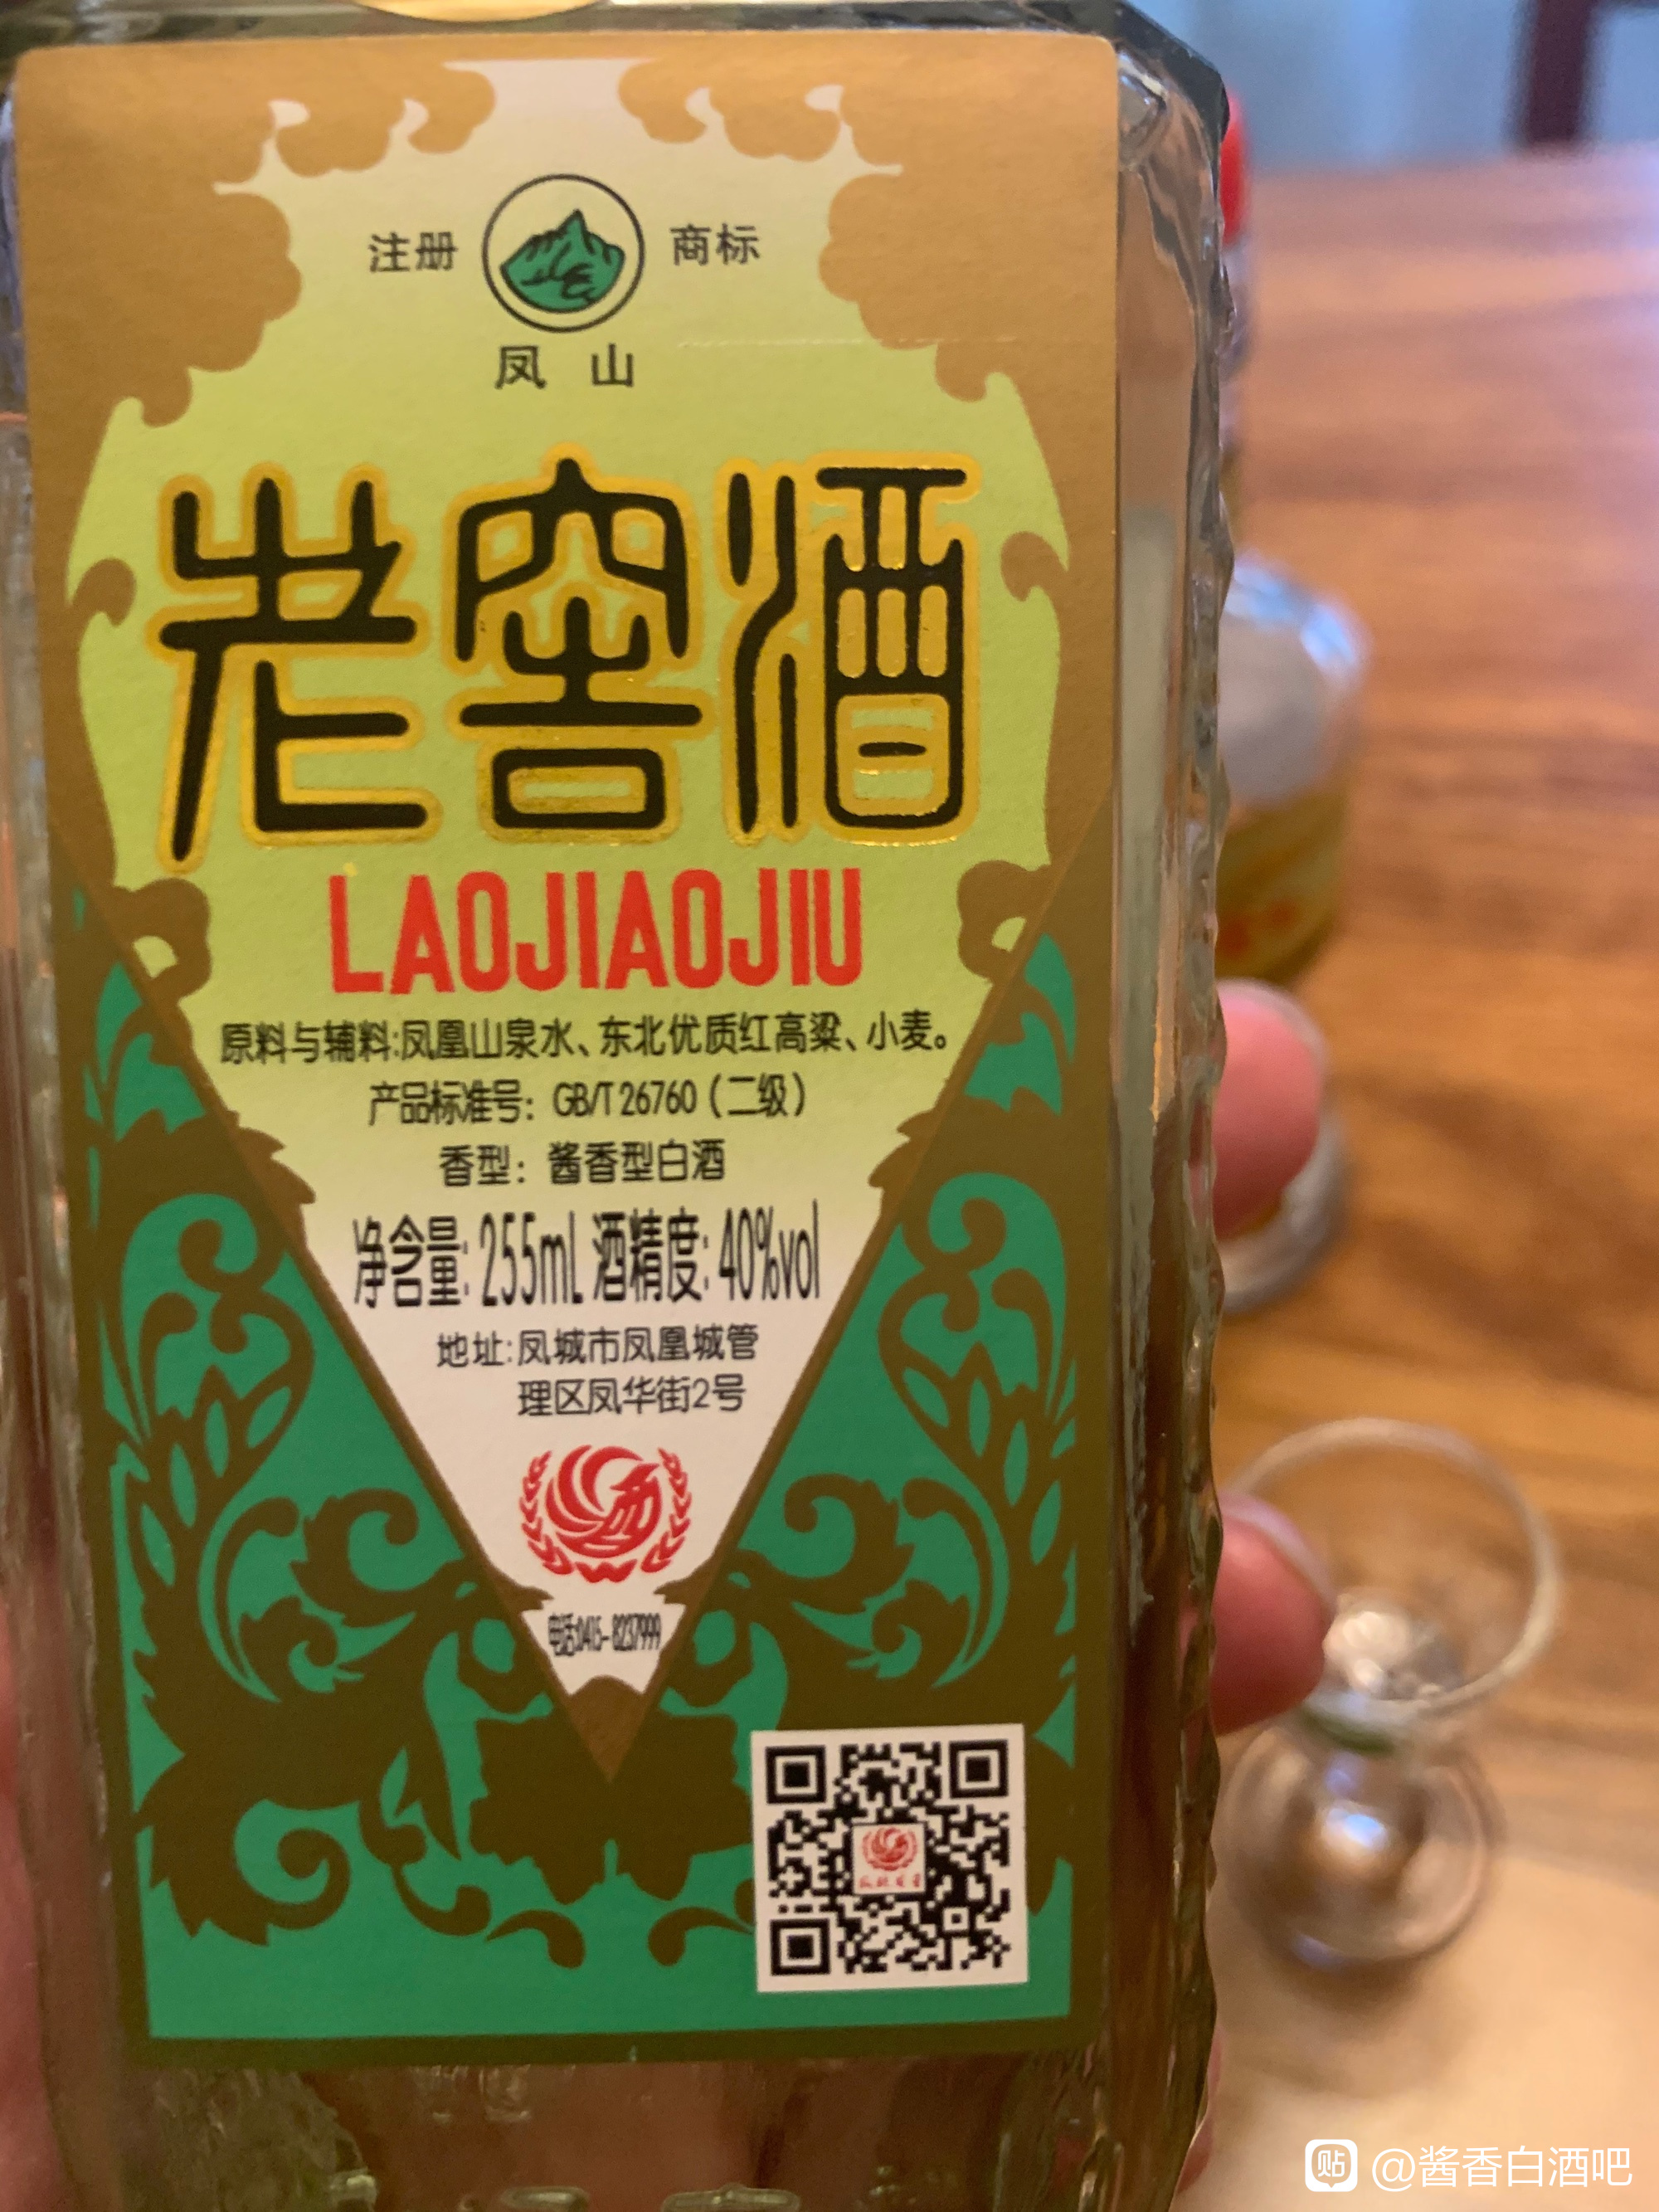 注册 商标
凤山
老窖酒
LAOJIAOJIU
原料与辅料:凤凰山泉水、东北优质红高粱、小麦。
产品标准号：GB/T 26760（二级）
香型：酱香型白酒
净含量: 255mL 酒精度: 40%vol
地址:凤城市凤凰城管
理区凤华街2号
电话:0415-8237999
贴 @酱香白酒吧